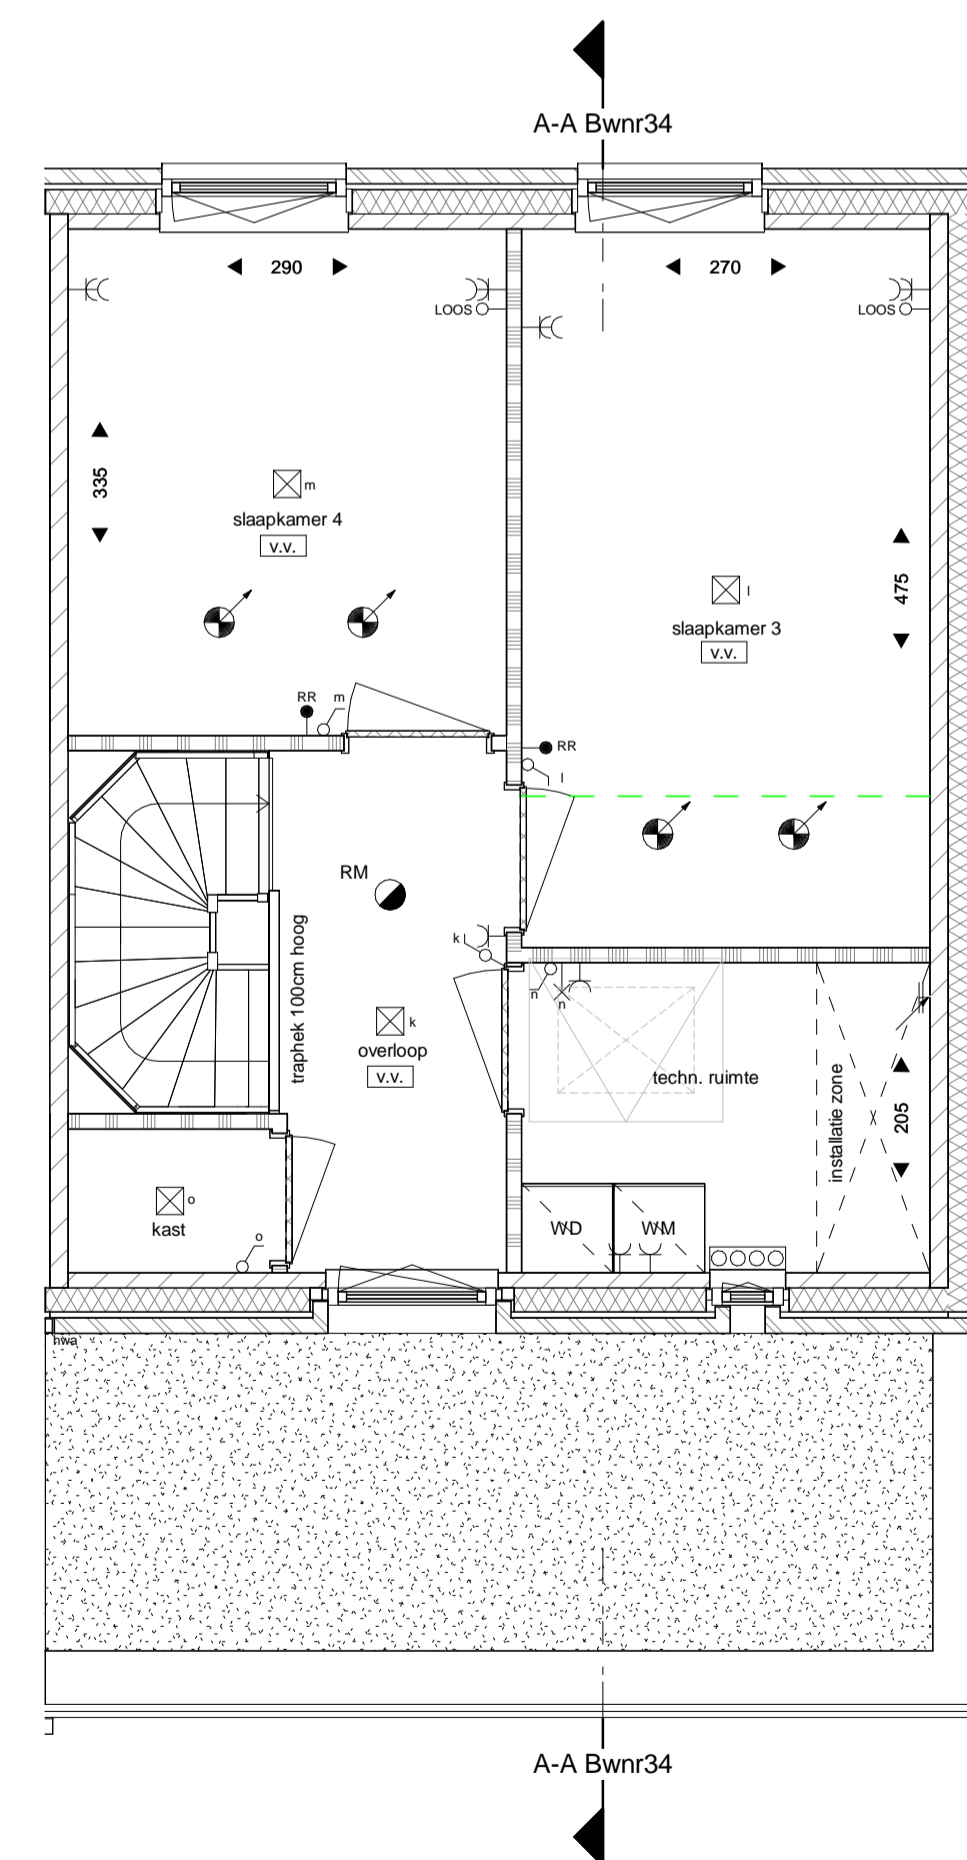 A-A Bwnr34
290
270
LOOS
LOOS
335
m
slaapkamer 4
v.v.
475
l
slaapkamer 3
v.v.
RR
m
RR
l
RM
traphek 100cm hoog
k
k
overloop
v.v.
n
n
techn. ruimte
installatie zone
205
o
kast
o
WD
WM
hwa
A-A Bwnr34